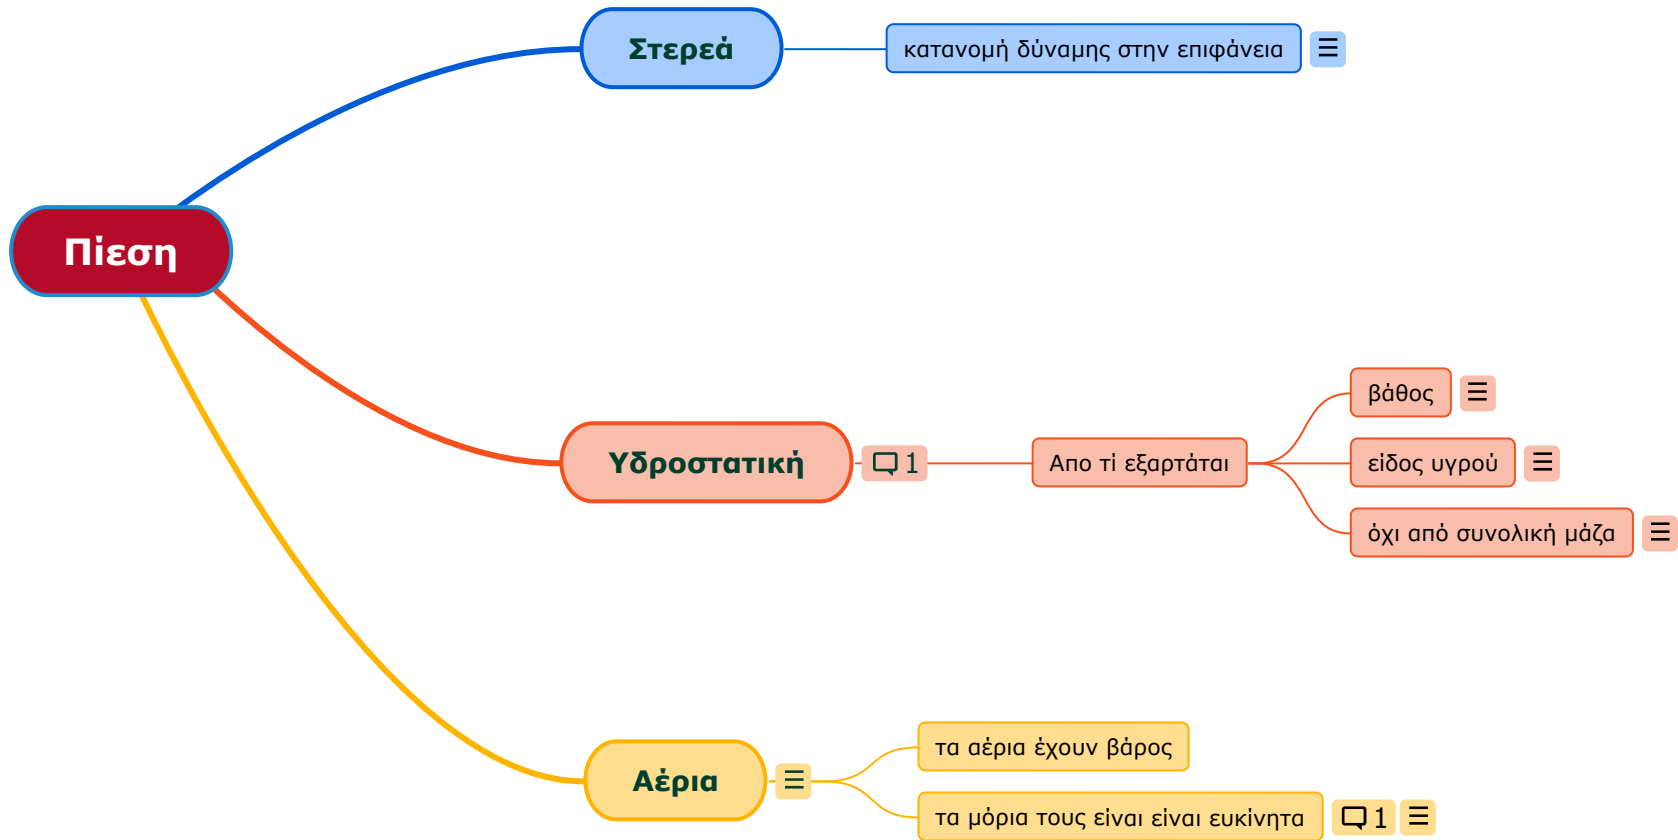 Στερεά
κατανομή δύναμης στην επιφάνεια
Πίεση
Υδροστατική
1
Απο τί εξαρτάται
βάθος
είδος υγρού
όχι από συνολική μάζα
Αέρια
τα αέρια έχουν βάρος
τα μόρια τους είναι είναι ευκίνητα
1